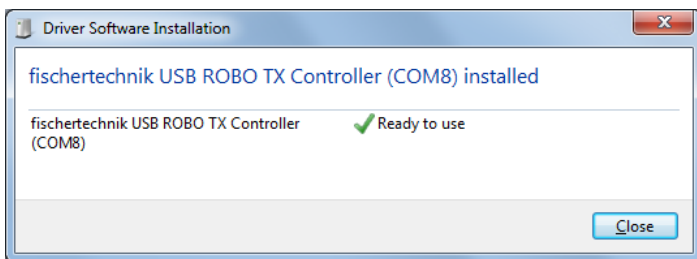 Driver Software Installation
fischertechnik USB ROBO TX Controller (COM8) installed
fischertechnik USB ROBO TX Controller Ready to use
(COM8)
Close